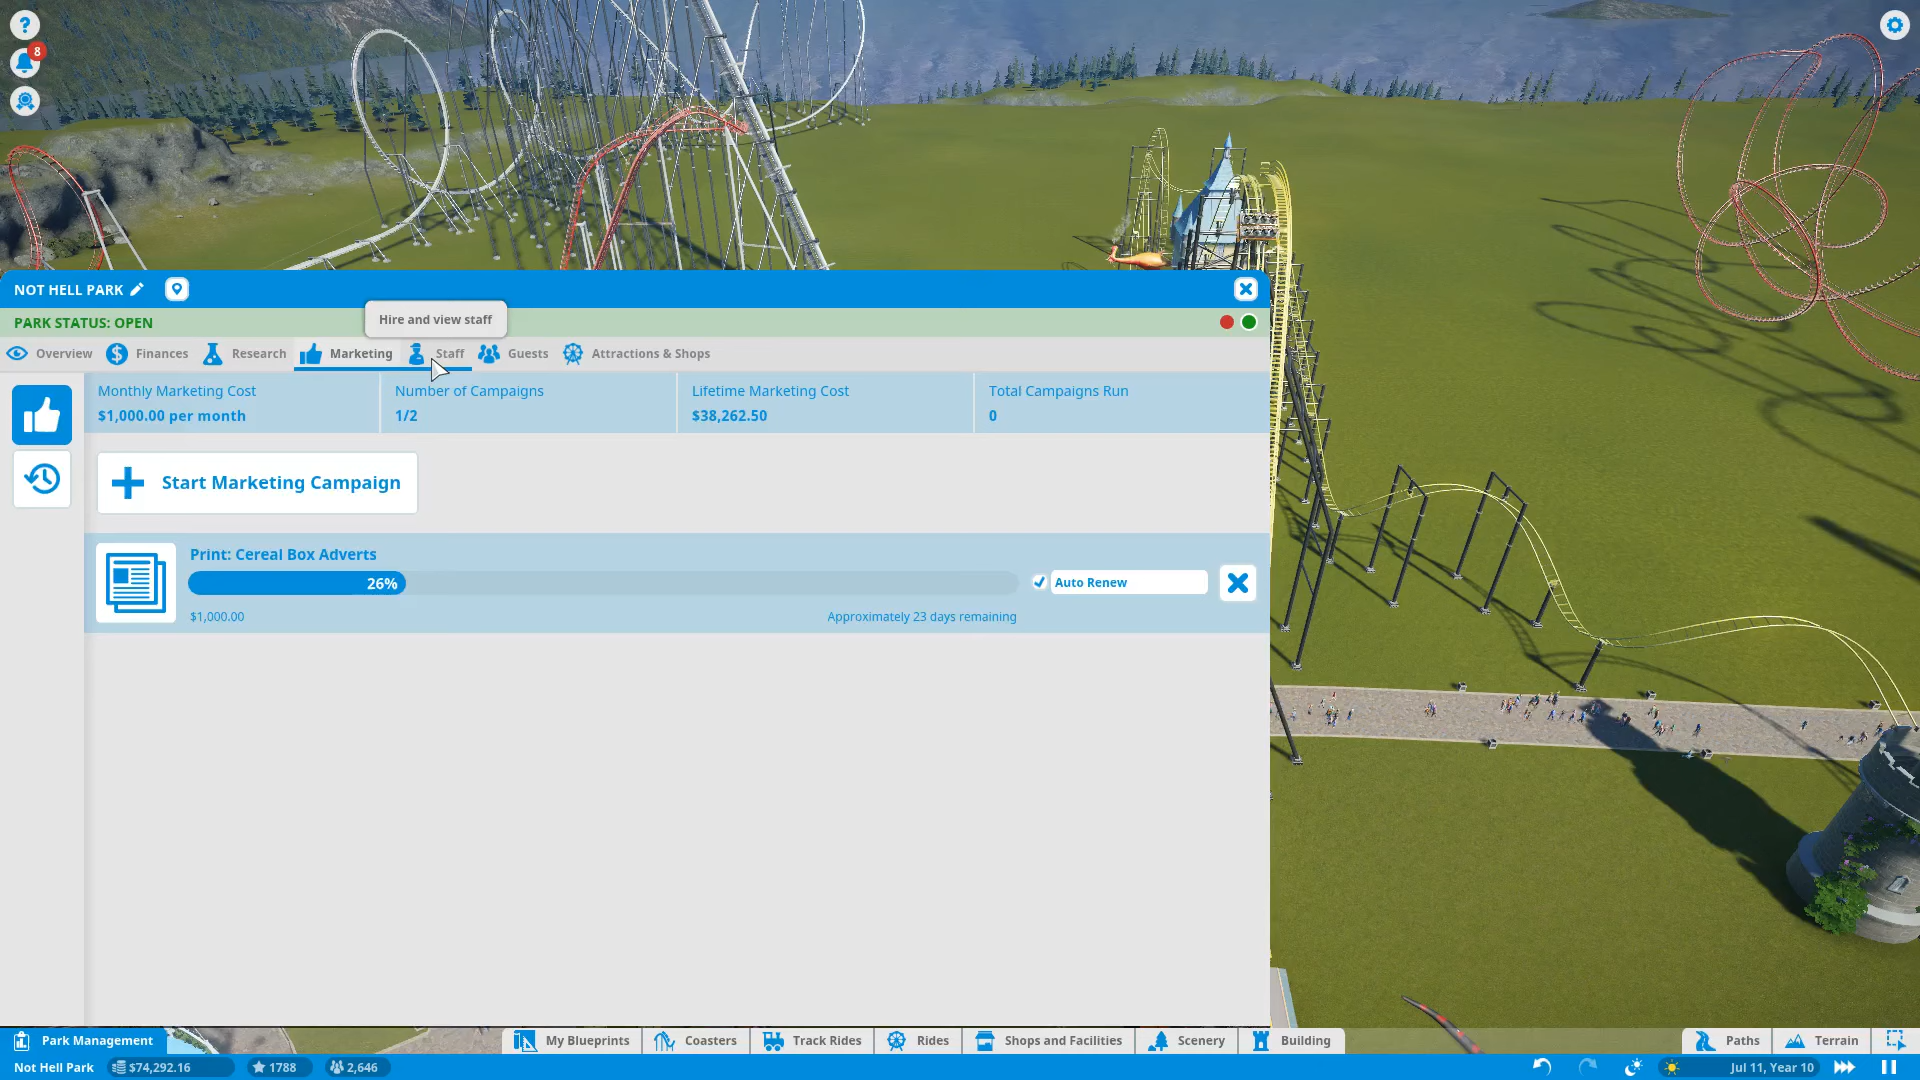 ?
8
NOT HELL PARK
PARK STATUS: OPEN
Hire and view staff
Overview
Finances
Research
Marketing
Staff
Guests
Attractions & Shops
Monthly Marketing Cost
$1,000.00 per month
Number of Campaigns
1/2
Lifetime Marketing Cost
$38,262.50
Total Campaigns Run
0
Start Marketing Campaign
Print: Cereal Box Adverts
26%
Auto Renew
$1,000.00
Approximately 23 days remaining
Park Management
My Blueprints
Coasters
Track Rides
Rides
Shops and Facilities
Scenery
Building
Paths
Terrain
Not Hell Park
$74,292.16
1788
2,646
Jul 11, Year 10